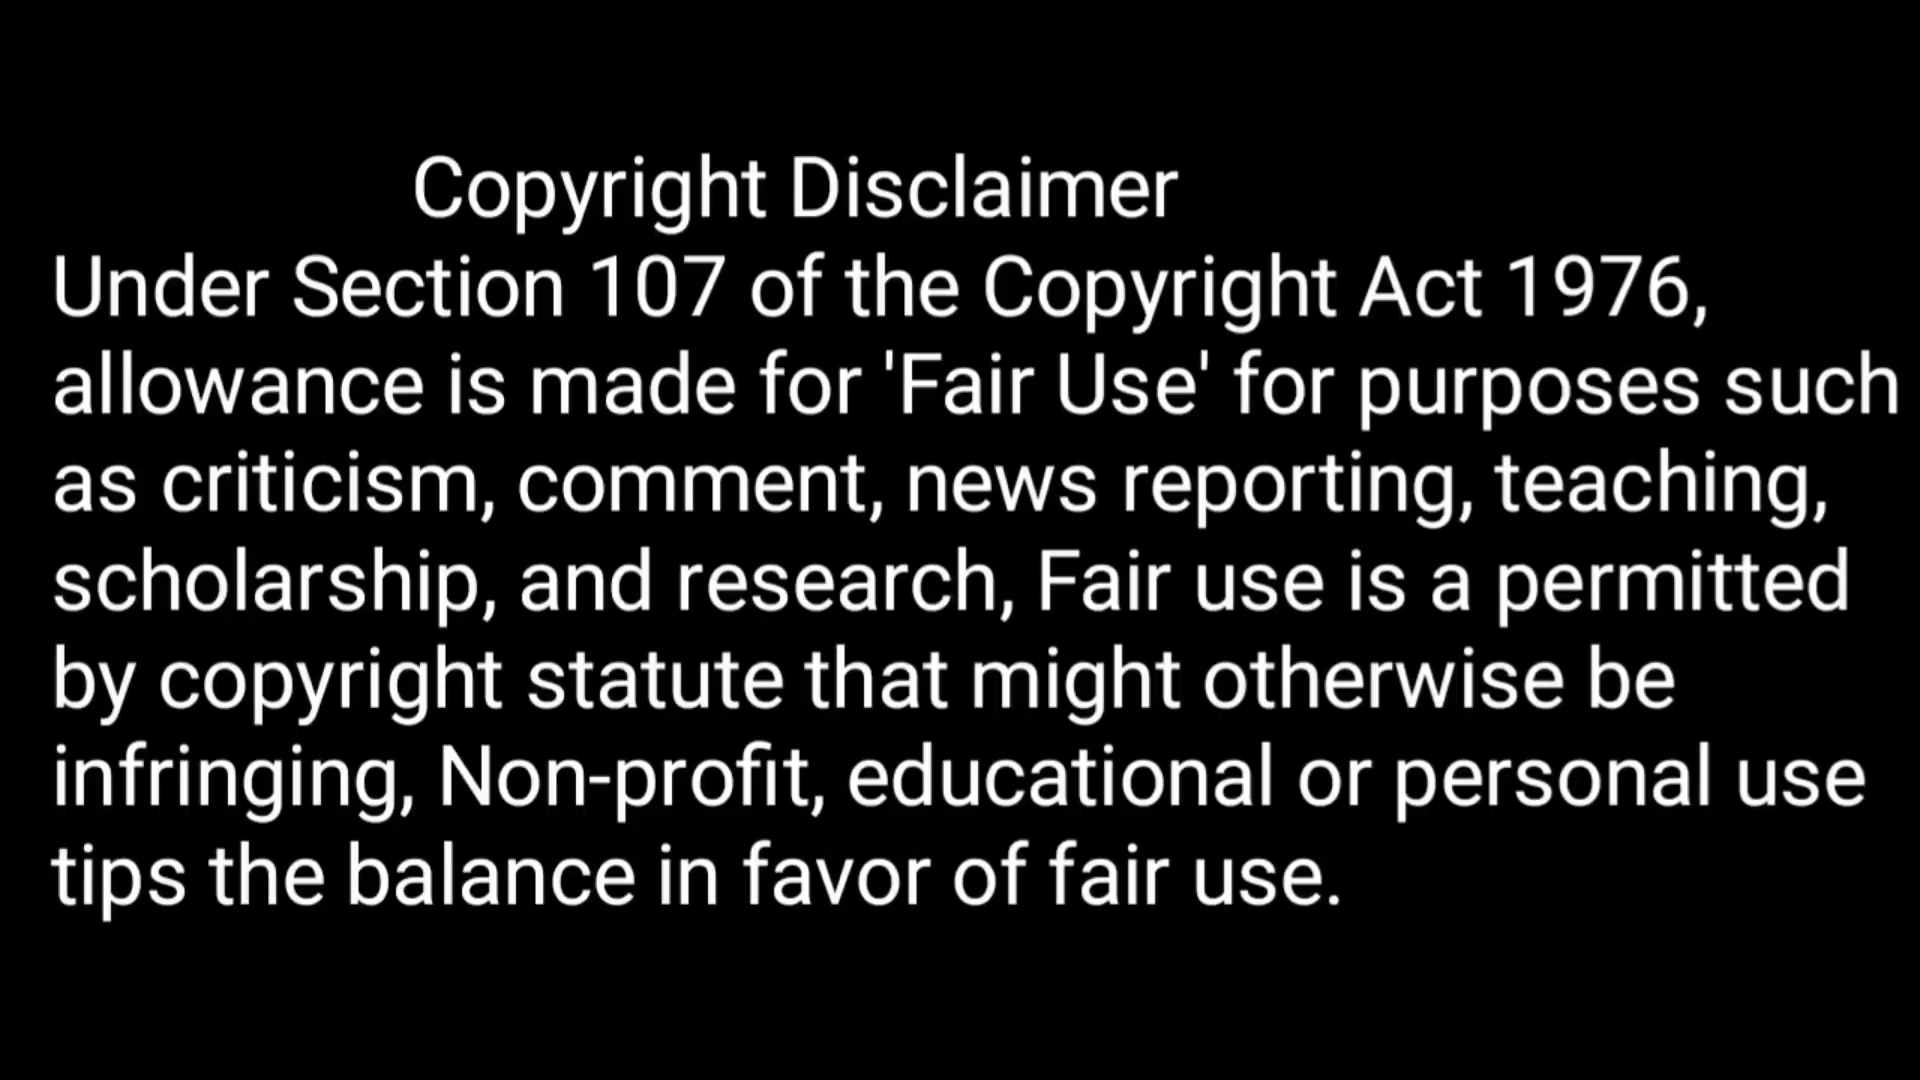 Copyright Disclaimer
Under Section 107 of the Copyright Act 1976,
allowance is made for 'Fair Use' for purposes such
as criticism, comment, news reporting, teaching,
scholarship, and research, Fair use is a permitted
by copyright statute that might otherwise be
infringing, Non-profit, educational or personal use
tips the balance in favor of fair use.